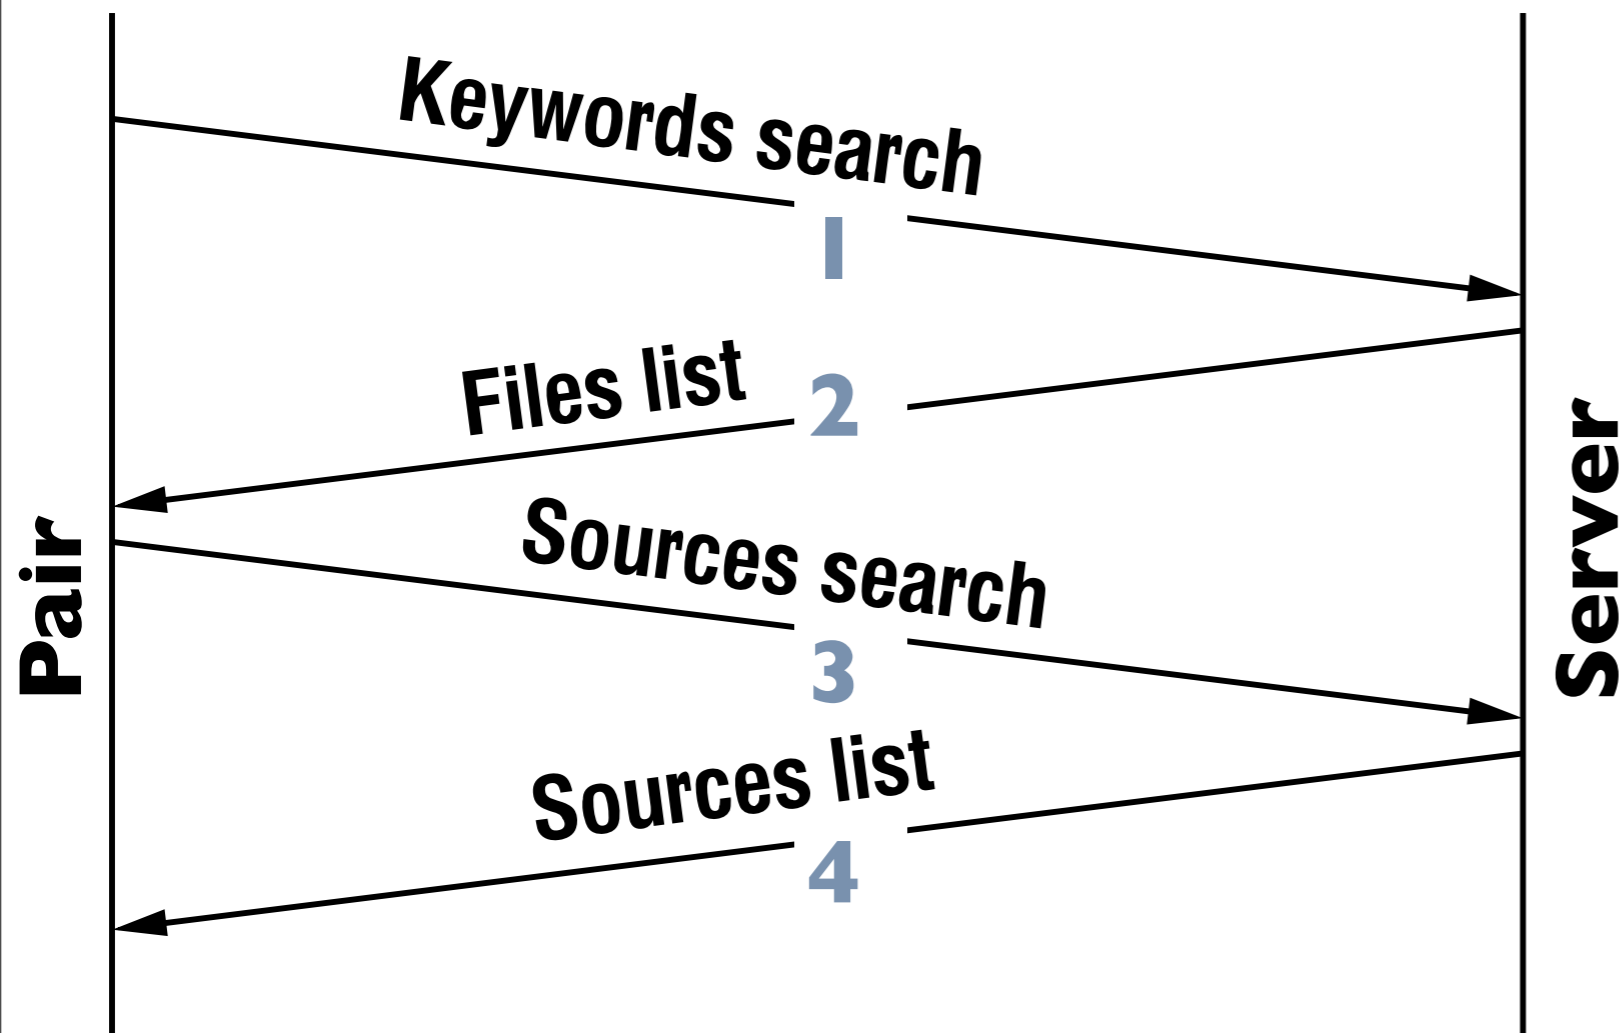 Keywords search
1
Files list
2
Sources search
3
Sources list
4
Pair
Server